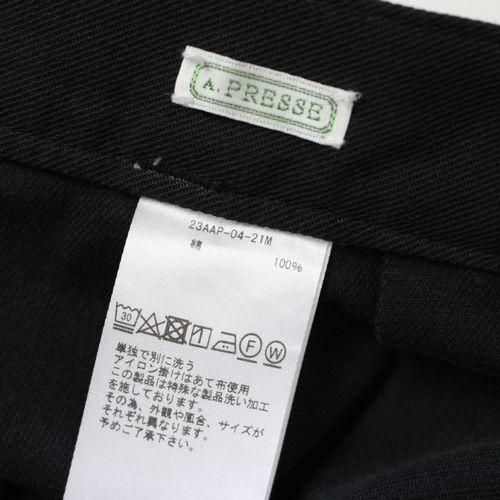 A. PRESSE
23AAP-04-21M
綿 100%
30 F W
単独で別に洗う
アイロン掛けはあて布使用
この製品は特殊な製品洗い加工
を施しております。
その為、外観や風合、サイズが
それぞれ異なります。
予めご了承下さい。